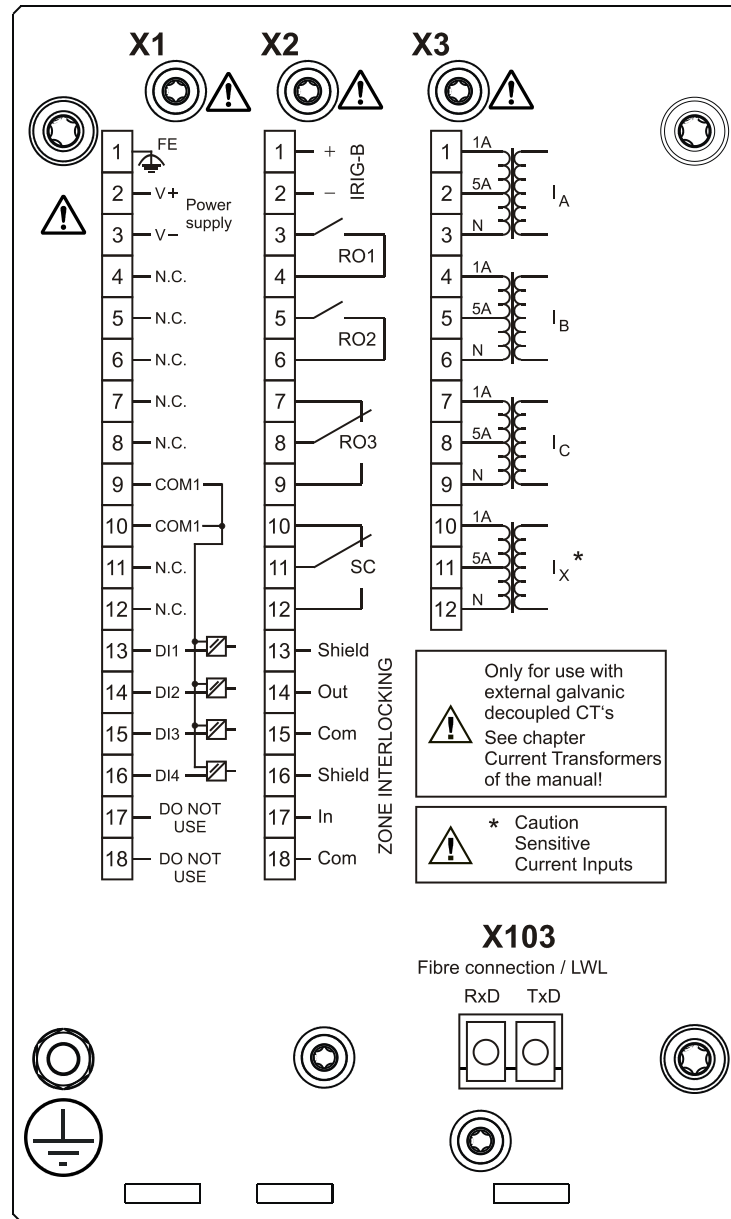 X1
X2
X3
1 FE
2 V+
Power
supply
3 V−
4 N.C.
5 N.C.
6 N.C.
7 N.C.
8 N.C.
9 COM1
10 COM1
11 N.C.
12 N.C.
13 DI1
14 DI2
15 DI3
16 DI4
17 DO NOT
USE
18 DO NOT
USE
1 +
2 −
IRIG-B
3
RO1
4
5
RO2
6
7
8 RO3
9
10
11 SC
12
13 Shield
14 Out
15 Com
16 Shield
17 In
18 Com
ZONE INTERLOCKING
1 1A
2 5A IA
3 N
4 1A
5 5A IB
6 N
7 1A
8 5A IC
9 N
10 1A
11 5A IX *
12 N
Only for use with
external galvanic
decoupled CT‘s
See chapter
Current Transformers
of the manual!
* Caution
Sensitive
Current Inputs
X103
Fibre connection / LWL
RxD TxD